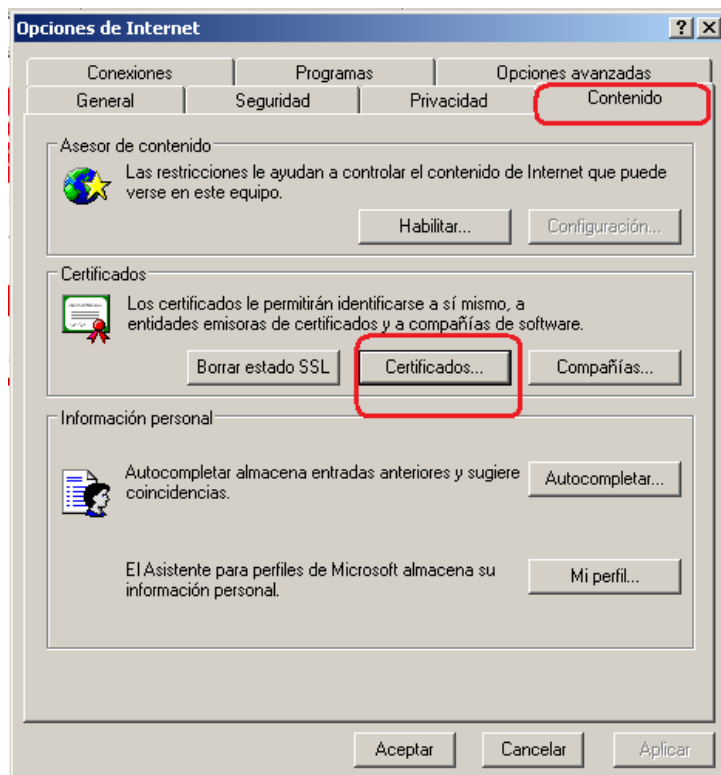 Opciones de Internet
Conexiones Programas Opciones avanzadas
General Seguridad Privacidad Contenido
Asesor de contenido
Las restricciones le ayudan a controlar el contenido de Internet que puede
verse en este equipo.
Habilitar... Configuración...
Certificados
Los certificados le permitirán identificarse a sí mismo, a
entidades emisoras de certificados y a compañías de software.
Borrar estado SSL Certificados... Compañías...
Información personal
Autocompletar almacena entradas anteriores y sugiere
coincidencias.
Autocompletar...
El Asistente para perfiles de Microsoft almacena su
información personal.
Mi perfil...
Aceptar Cancelar Aplicar